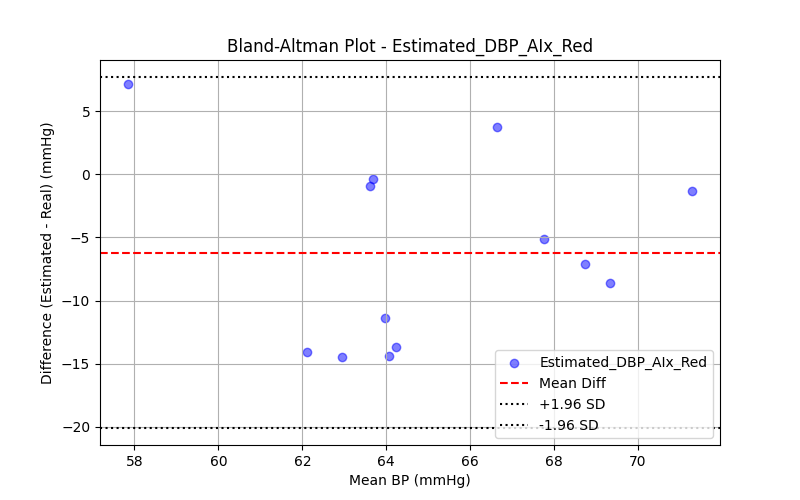 Bland-Altman Plot - Estimated_DBP_AIx_Red
Difference (Estimated - Real) (mmHg)
5
0
−5
−10
−15
−20
Estimated_DBP_AIx_Red
Mean Diff
+1.96 SD
-1.96 SD
58
60
62
64
66
68
70
Mean BP (mmHg)